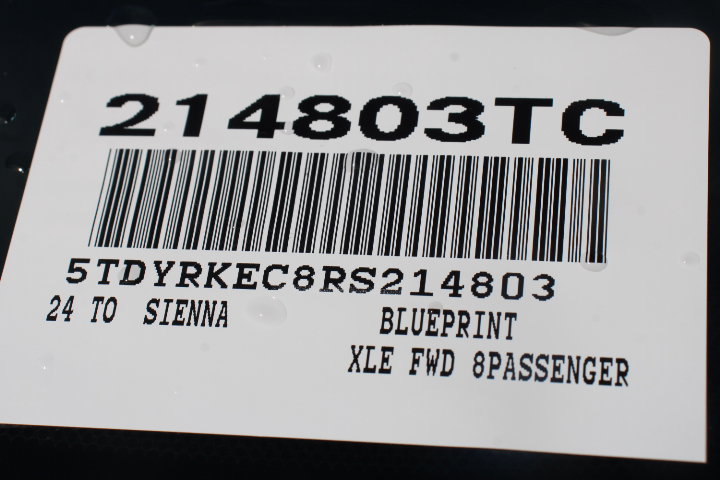 214803TC
5TDYRKEC8RS214803
24 TO SIENNA BLUEPRINT
XLE FWD 8PASSENGER